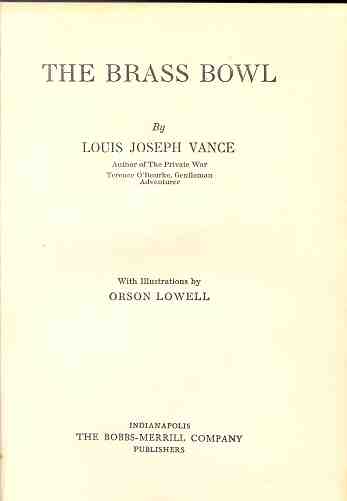 THE BRASS BOWL
By
LOUIS JOSEPH VANCE
Author of The Private War
Terence O'Rourke, Gentleman
Adventurer
With Illustrations by
ORSON LOWELL
INDIANAPOLIS
THE BOBBS-MERRILL COMPANY
PUBLISHERS